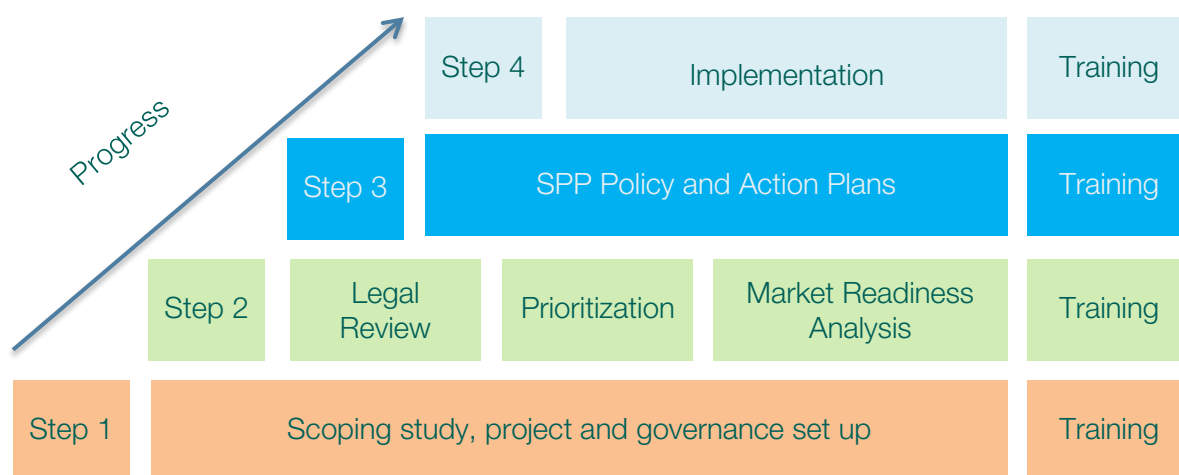 Progress
Step 4
Implementation
Training
Step 3
SPP Policy and Action Plans
Training
Step 2
Legal
Review
Prioritization
Market Readiness
Analysis
Training
Step 1
Scoping study, project and governance set up
Training